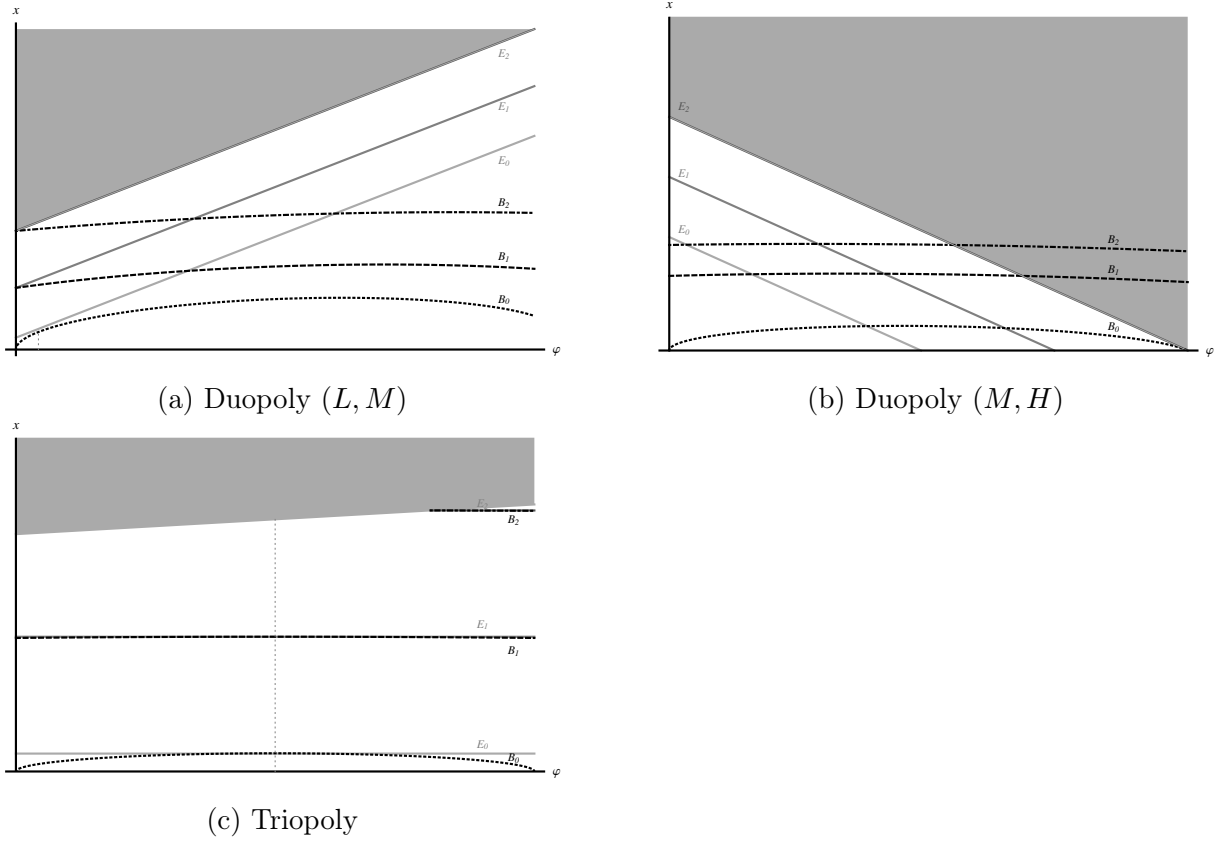 x
E₂
E₁
E₀
B₂
B₁
B₀
φ
(a) Duopoly (L, M)
x
E₂
E₁
E₀
B₂
B₁
B₀
φ
(b) Duopoly (M, H)
x
E₂
B₂
E₁
B₁
E₀
B₀
φ
(c) Triopoly